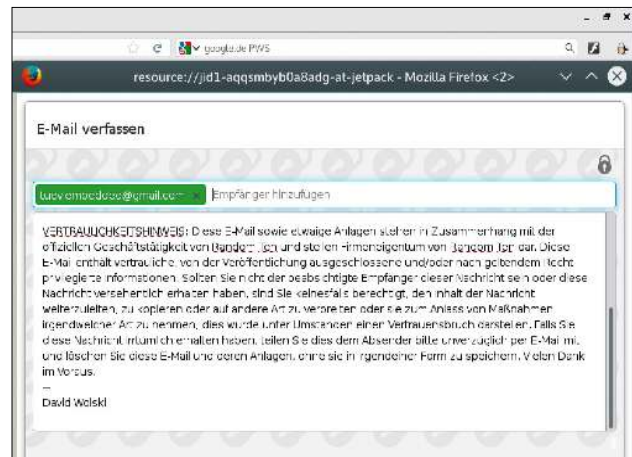 google.de PWS
resource://jid1-aqqsmbyb0a8adg-at-jetpack - Mozilla Firefox <2>
E-Mail verfassen
@gmail.com Empfänger hinzufügen
VERTRAULICHKEITSHINWEIS: Diese E-Mail sowie etwaige Anlagen stehen in Zusammenhang mit der
offiziellen Geschäftstätigkeit von Random und stellen Firmeneigentum von Random dar. Diese
E-Mail enthält vertrauliche, von der Veröffentlichung ausgeschlossene und/oder nach geltendem Recht
privilegierte Informationen. Sollten Sie nicht der beabsichtigte Empfänger dieser Nachricht sein oder diese
Nachricht versehentlich erhalten haben, sind Sie keinesfalls berechtigt, den Inhalt der Nachricht
weiterzuleiten, zu kopieren oder auf andere Art zu verbreiten oder sie zum Anlass von Maßnahmen
irgendwelcher Art zu nehmen, dies würde unter Umständen einen Vertrauensbruch darstellen. Falls Sie
diese Nachricht irrtümlich erhalten haben, teilen Sie dies dem Absender bitte unverzüglich per E-Mail mit
und löschen Sie diese E-Mail und deren Anlagen, ohne sie in irgendeiner Form zu speichern. Vielen Dank
im Voraus.
--
David Wolski